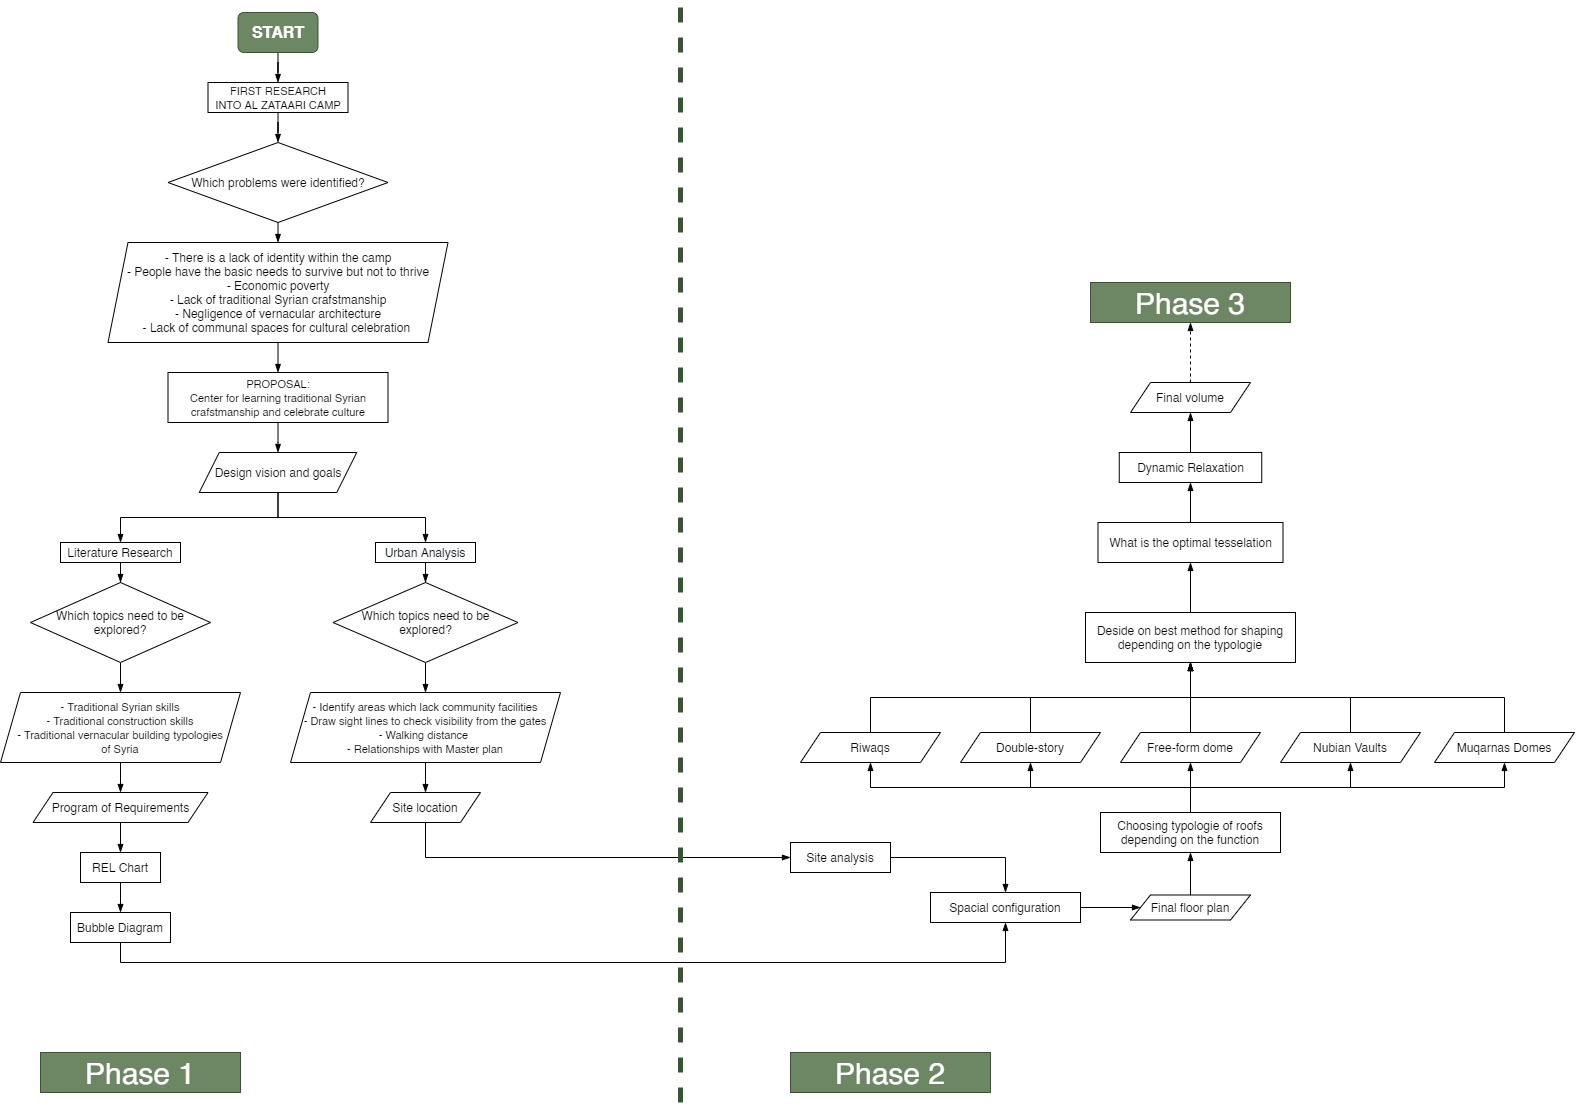 START
FIRST RESEARCH
INTO AL ZATAARI CAMP
Which problems were identified?
- There is a lack of identity within the camp
- People have the basic needs to survive but not to thrive
- Economic poverty
- Lack of traditional Syrian crafstmanship
- Negligence of vernacular architecture
- Lack of communal spaces for cultural celebration
PROPOSAL:
Center for learning traditional Syrian
crafstmanship and celebrate culture
Design vision and goals
Literature Research
Which topics need to be
explored?
- Traditional Syrian skills
- Traditional construction skills
- Traditional vernacular building typologies
of Syria
Program of Requirements
REL Chart
Bubble Diagram
Urban Analysis
Which topics need to be
explored?
- Identify areas which lack community facilities
- Draw sight lines to check visibility from the gates
- Walking distance
- Relationships with Master plan
Site location
Phase 1
Site analysis
Spacial configuration
Final floor plan
Choosing typologie of roofs
depending on the function
Riwaqs
Double-story
Free-form dome
Nubian Vaults
Muqarnas Domes
Deside on best method for shaping
depending on the typologie
What is the optimal tesselation
Dynamic Relaxation
Final volume
Phase 3
Phase 2